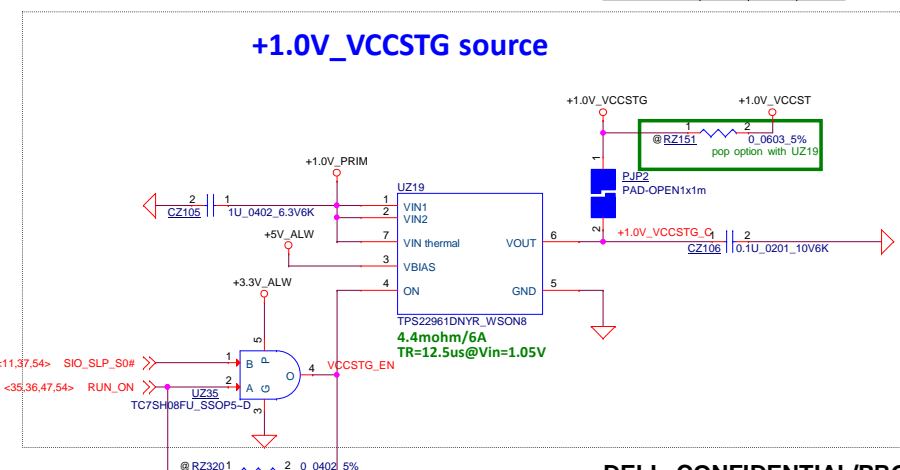 +1.0V_VCCSTG source
+1.0V_VCCSTG
+1.0V_VCCST
1
2
@RZ151
0_0603_5%
pop option with UZ19
+1.0V_PRIM
1
PJP2
PAD-OPEN1x1m
2
UZ19
2
1
CZ105
1U_0402_6.3V6K
1
VIN1
2
VIN2
+5V_ALW
7
VIN thermal
VOUT
6
+1.0V_VCCSTG_C
1
2
CZ106
0.1U_0201_10V6K
3
VBIAS
+3.3V_ALW
4
ON
GND
5
TPS22961DNYR_WSON8
4.4mohm/6A
TR=12.5us@Vin=1.05V
5
P
11,37,54>
SIO_SLP_S0#
1
B
O
4
VCCSTG_EN
<35,36,47,54>
RUN_ON
2
A
G
UZ35
TC7SH08FU_SSOP5~D
3
@RZ320
1
2
0_0402_5%